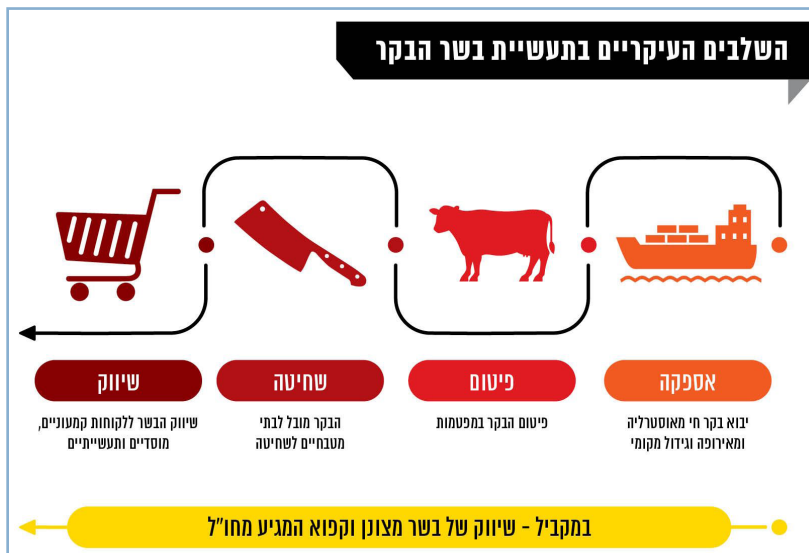 השלבים העיקריים בתעשיית בשר הבקר
אספקה
יבוא בקר חי מאוסטרליה
ומאירופה וגידול מקומי
פיטום
פיטום הבקר במפטמות
שחיטה
הבקר מובל לבתי
מטבחיים לשחיטה
שיווק
שיווק הבשר ללקוחות קמעוניים,
מוסדיים ותעשייתיים
במקביל - שיווק של בשר מצונן וקפוא המגיע מחו"ל